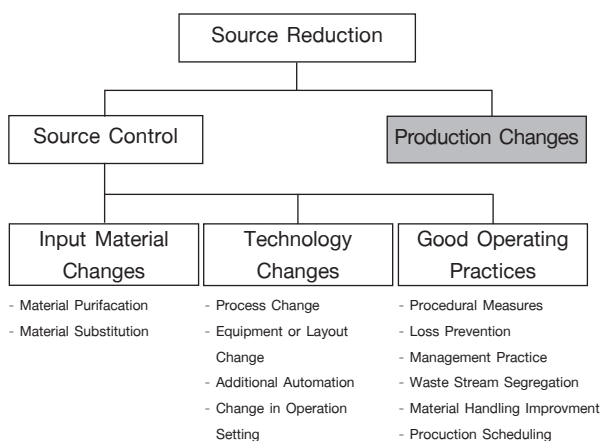 Source Reduction
Source Control
Production Changes
Input Material
Changes
- Material Purifacation
- Material Substitution
Technology
Changes
- Process Change
- Equipment or Layout
Change
- Additional Automation
- Change in Operation
Setting
Good Operating
Practices
- Procedural Measures
- Loss Prevention
- Management Practice
- Waste Stream Segregation
- Material Handling Improvment
- Procuction Scheduling